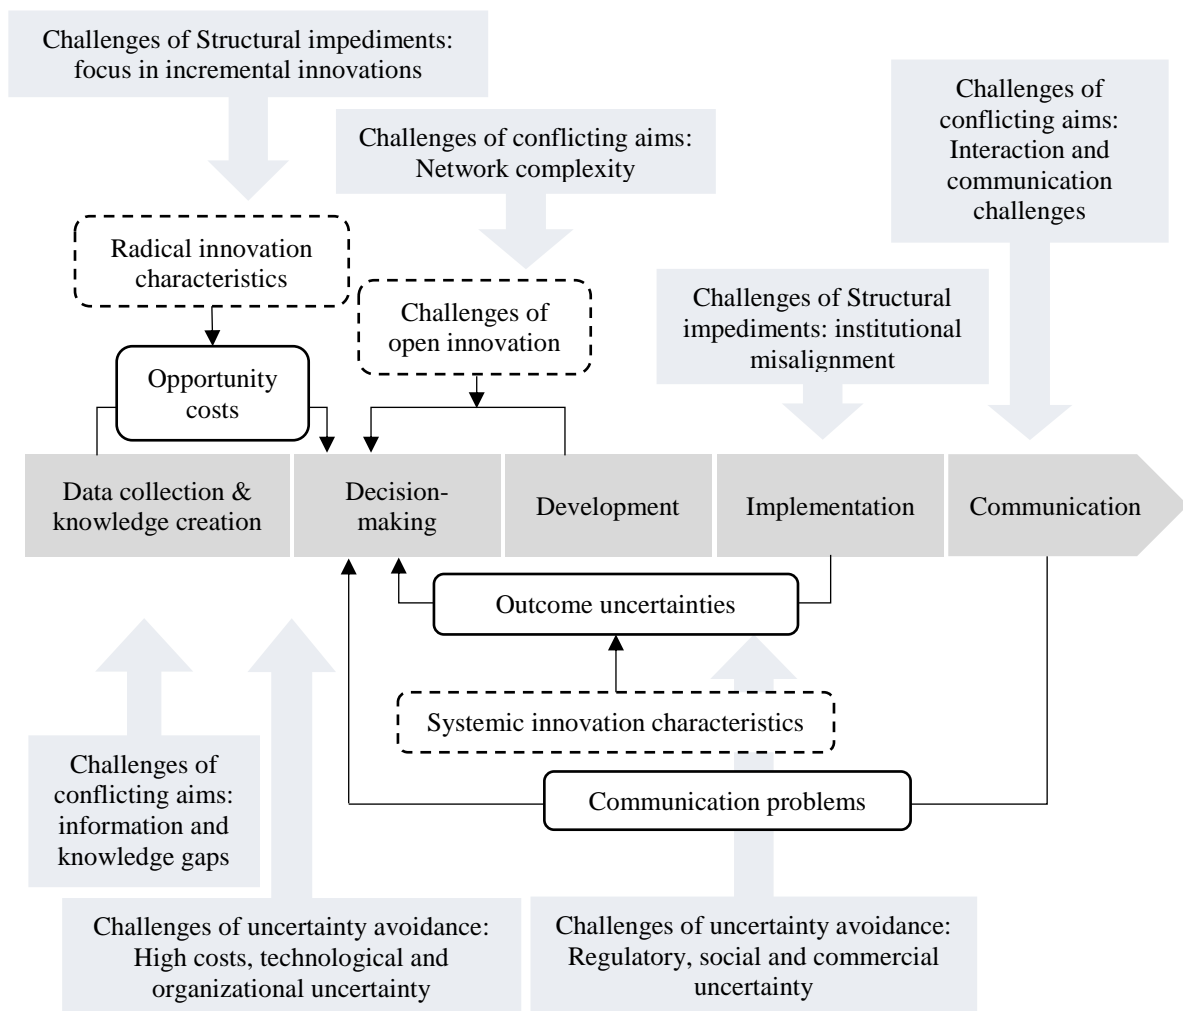 Challenges of Structural impediments:
focus in incremental innovations
Challenges of conflicting aims:
Network complexity
Challenges of
conflicting aims:
Interaction and
communication
challenges
Radical innovation
characteristics
Challenges of
open innovation
Challenges of Structural
impediments: institutional
misalignment
Opportunity
costs
Data collection &
knowledge creation
Decision-
making
Development
Implementation
Communication
Outcome uncertainties
Systemic innovation characteristics
Communication problems
Challenges of
conflicting aims:
information and
knowledge gaps
Challenges of uncertainty avoidance:
High costs, technological and
organizational uncertainty
Challenges of uncertainty avoidance:
Regulatory, social and commercial
uncertainty